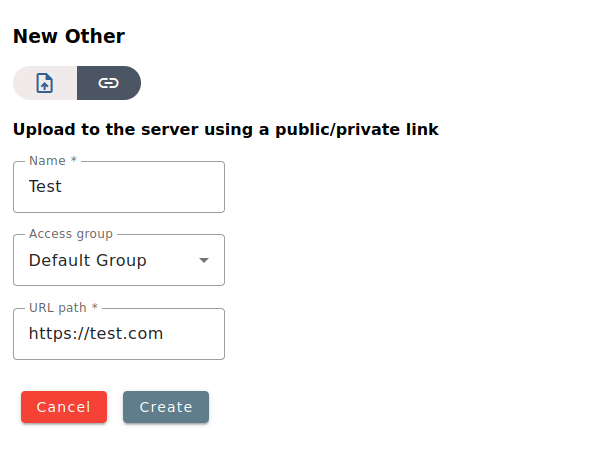 New Other
Upload to the server using a public/private link
Name *
Test
Access group
Default Group
URL path *
https://test.com
Cancel Create